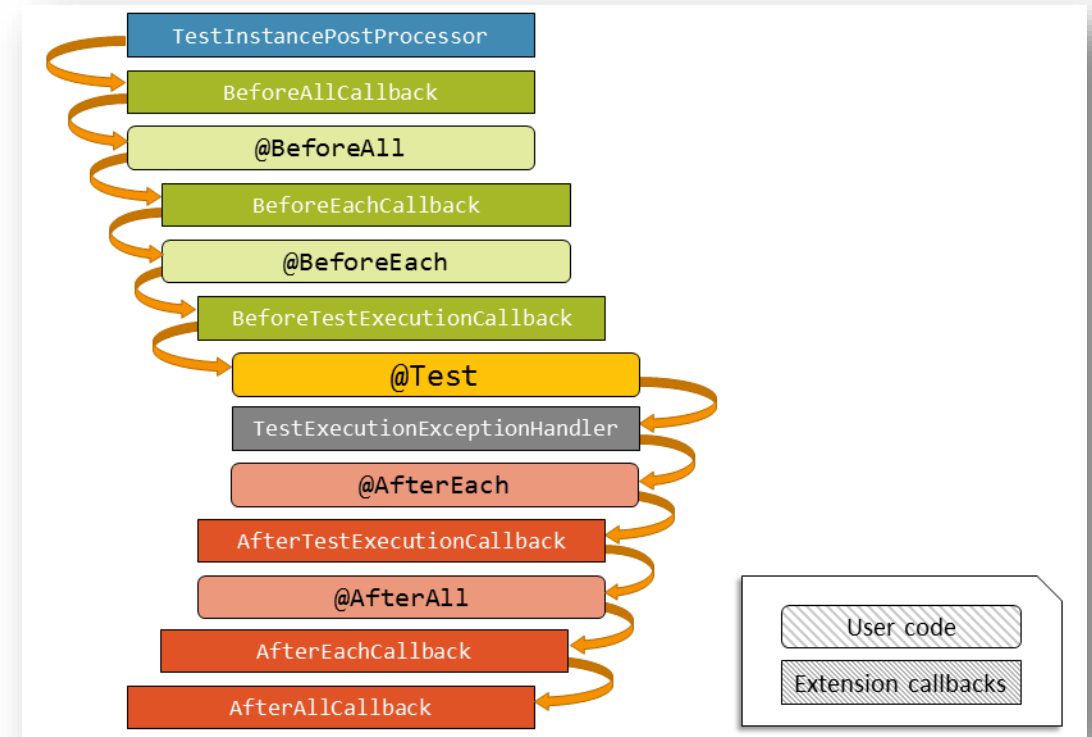 TestInstancePostProcessor
BeforeAllCallback
@BeforeAll
BeforeEachCallback
@BeforeEach
BeforeTestExecutionCallback
@Test
TestExecutionExceptionHandler
@AfterEach
AfterTestExecutionCallback
@AfterAll
AfterEachCallback
AfterAllCallback
User code
Extension callbacks